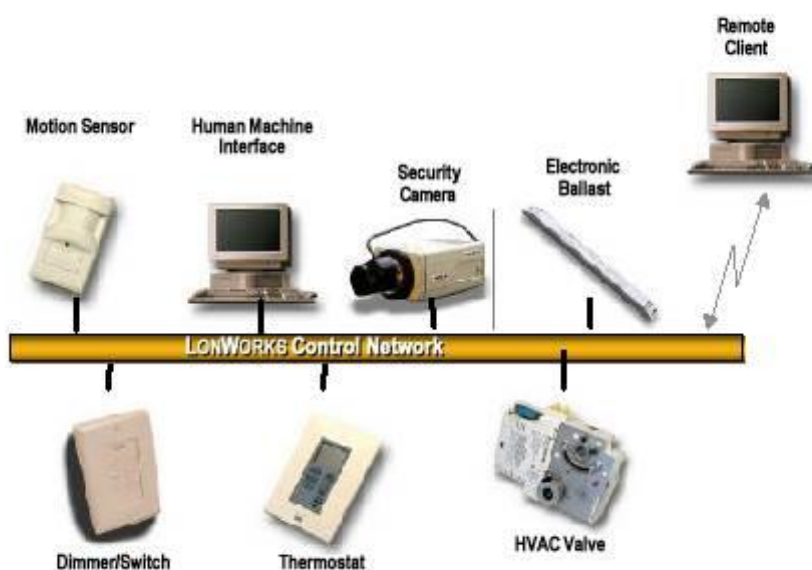 Remote
Client
Motion Sensor
Human Machine
Interface
Security
Camera
Electronic
Ballast
LONWORKS Control Network
Dimmer/Switch
Thermostat
HVAC Valve